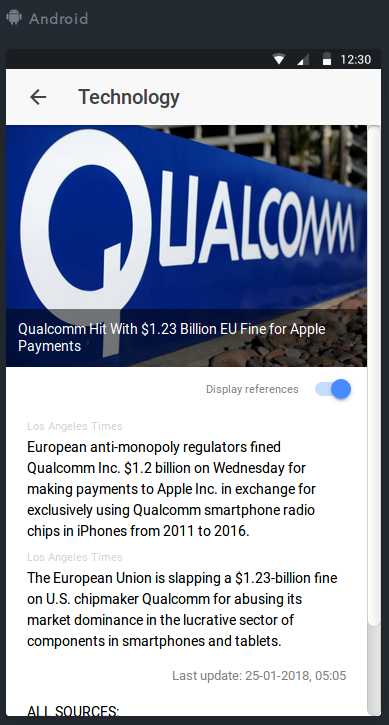 Android
12:30
Technology
QUALCOMM
Qualcomm Hit With $1.23 Billion EU Fine for Apple
Payments
Display references
Los Angeles Times
European anti-monopoly regulators fined
Qualcomm Inc. $1.2 billion on Wednesday for
making payments to Apple Inc. in exchange for
exclusively using Qualcomm smartphone radio
chips in iPhones from 2011 to 2016.
Los Angeles Times
The European Union is slapping a $1.23-billion fine
on U.S. chipmaker Qualcomm for abusing its
market dominance in the lucrative sector of
components in smartphones and tablets.
Last update: 25-01-2018, 05:05
ALL SOURCES: